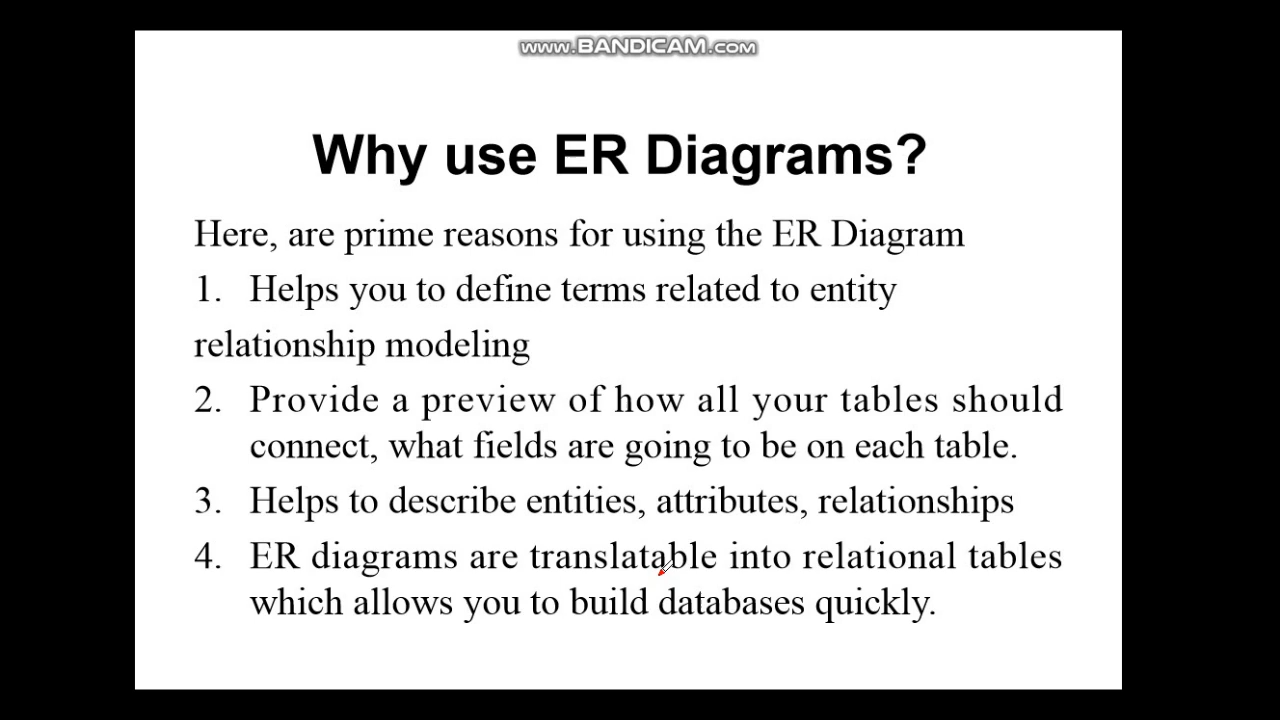 www.BANDICAM.com
Why use ER Diagrams?
Here, are prime reasons for using the ER Diagram
1. Helps you to define terms related to entity
relationship modeling
2. Provide a preview of how all your tables should
connect, what fields are going to be on each table.
3. Helps to describe entities, attributes, relationships
4. ER diagrams are translatable into relational tables
which allows you to build databases quickly.